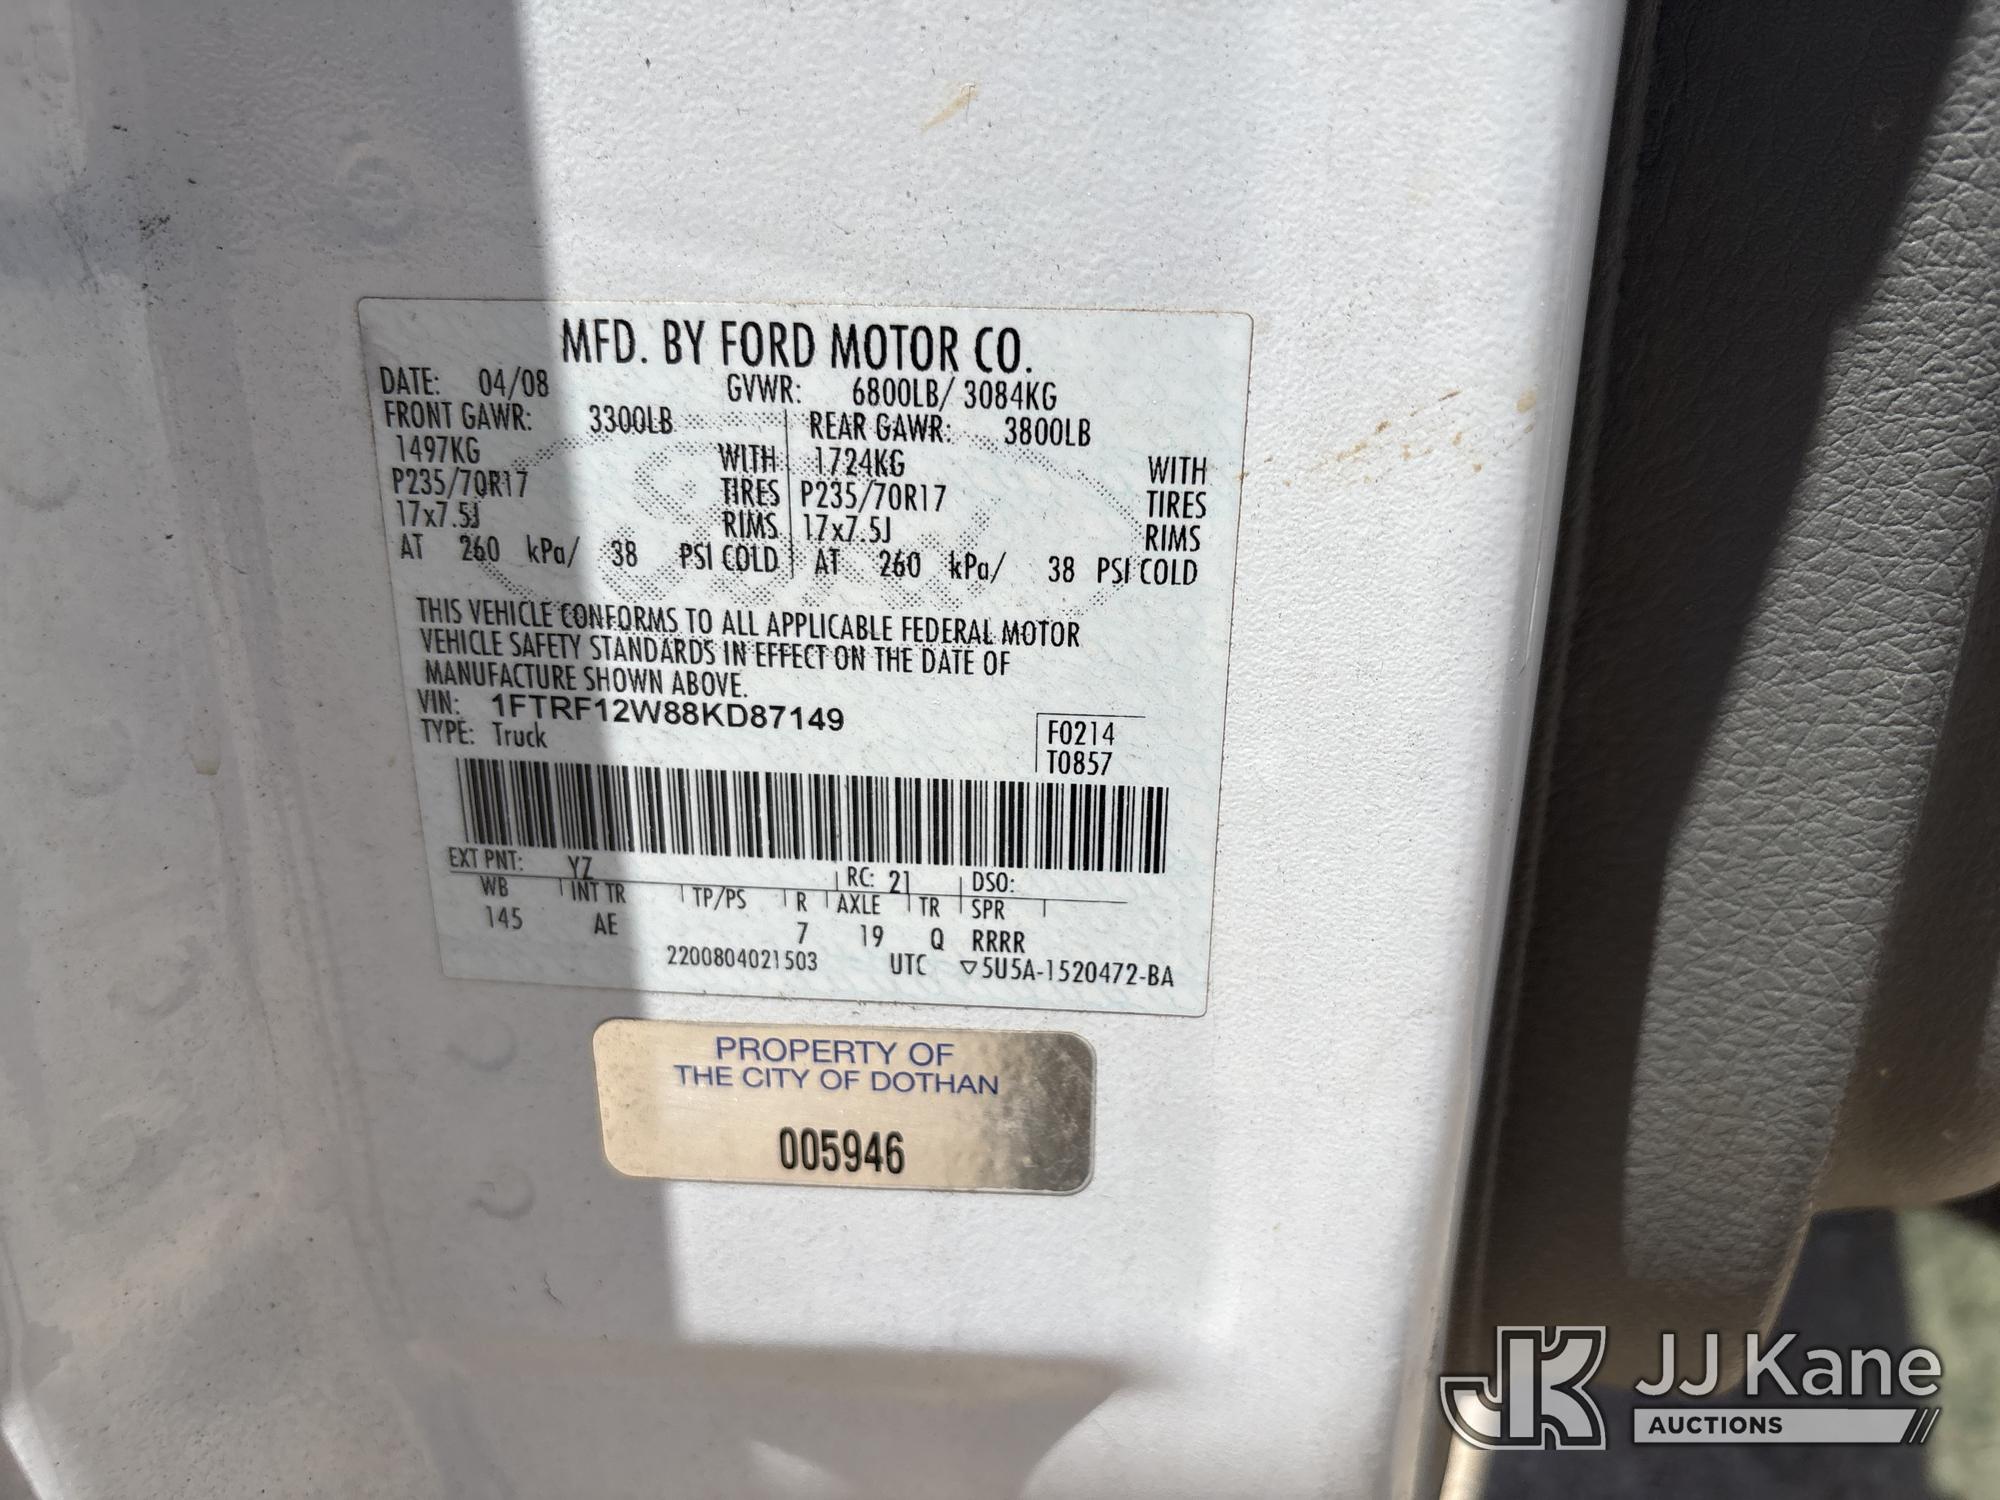 MFD. BY FORD MOTOR CO.
DATE: 04/08 GVWR: 6800LB/ 3084KG
FRONT GAWR: 3300LB REAR GAWR: 3800LB
1497KG WITH 1724KG WITH
P235/70R17 TIRES P235/70R17 TIRES
17x7.5J RIMS 17x7.5J RIMS
AT 260 kPa/ 38 PSI COLD AT 260 kPa/ 38 PSI COLD
THIS VEHICLE CONFORMS TO ALL APPLICABLE FEDERAL MOTOR
VEHICLE SAFETY STANDARDS IN EFFECT ON THE DATE OF
MANUFACTURE SHOWN ABOVE.
VIN: 1FTRF12W88KD87149
TYPE: Truck
F0214
T0857
EXT PNT: YZ RC: 21 DSO:
WB INT TR TP/PS R AXLE TR SPR
145 AE 7 19 Q RRRR
2200804021503 UTC ▽5U5A-1520472-BA
PROPERTY OF
THE CITY OF DOTHAN
005946
JK JJ Kane
AUCTIONS